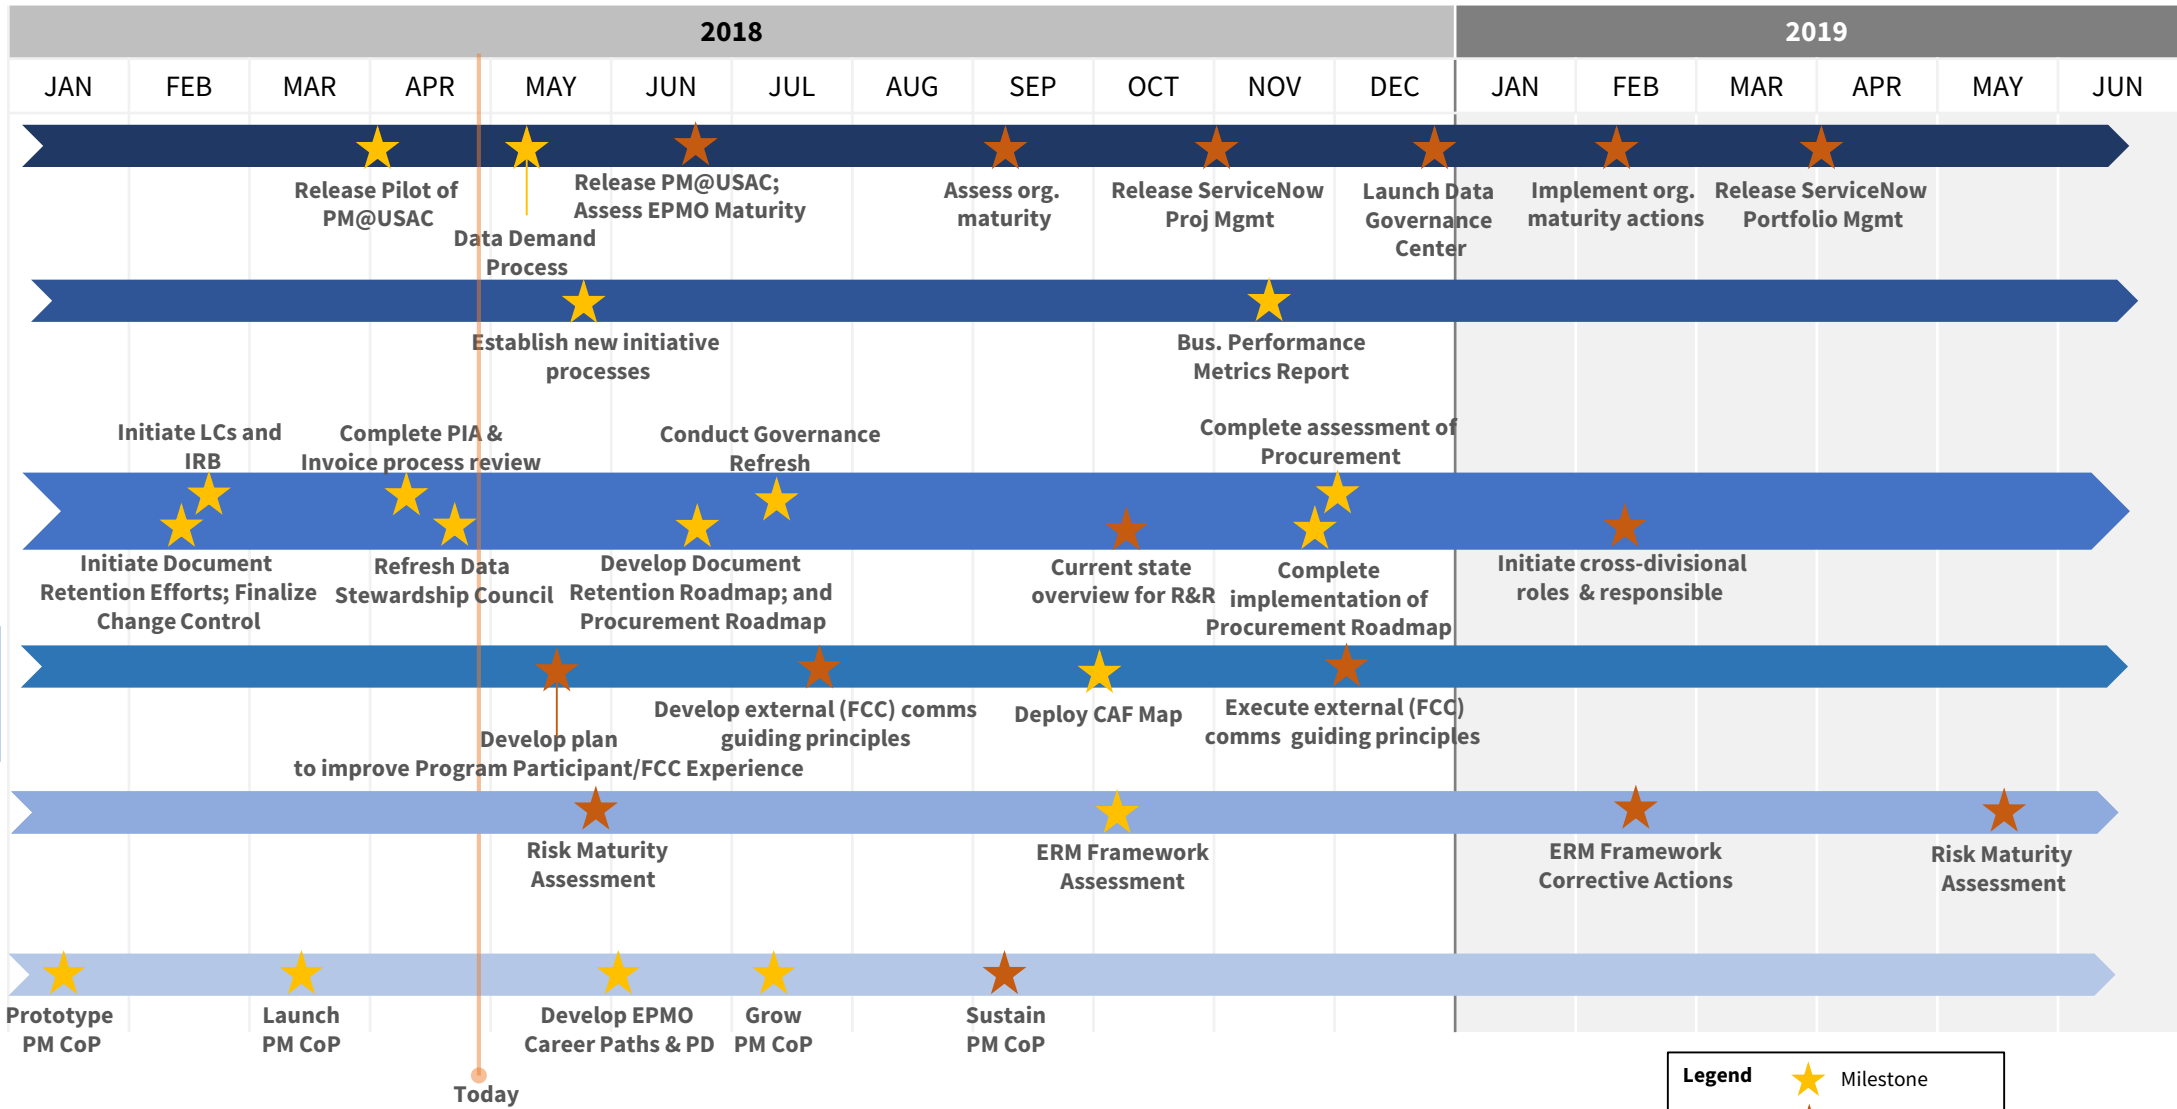 2018
2019
JAN FEB MAR APR MAY JUN JUL AUG SEP OCT NOV DEC JAN FEB MAR APR MAY JUN
Release Pilot of
PM@USAC
Data Demand
Process
Release PM@USAC;
Assess EPMO Maturity
Assess org.
maturity
Release ServiceNow
Proj Mgmt
Launch Data
Governance
Center
Implement org.
maturity actions
Release ServiceNow
Portfolio Mgmt
Establish new initiative
processes
Bus. Performance
Metrics Report
Initiate LCs and
IRB
Complete PIA &
Invoice process review
Conduct Governance
Refresh
Complete assessment of
Procurement
Initiate Document
Retention Efforts; Finalize
Change Control
Refresh Data
Stewardship Council
Develop Document
Retention Roadmap; and
Procurement Roadmap
Current state
overview for R&R
Complete
implementation of
Procurement Roadmap
Initiate cross-divisional
roles & responsible
Develop plan
to improve Program Participant/FCC Experience
Develop external (FCC) comms
guiding principles
Deploy CAF Map
Execute external (FCC)
comms guiding principles
Risk Maturity
Assessment
ERM Framework
Assessment
ERM Framework
Corrective Actions
Risk Maturity
Assessment
Prototype
PM CoP
Launch
PM CoP
Develop EPMO
Career Paths & PD
Grow
PM CoP
Sustain
PM CoP
Today
Legend
Milestone